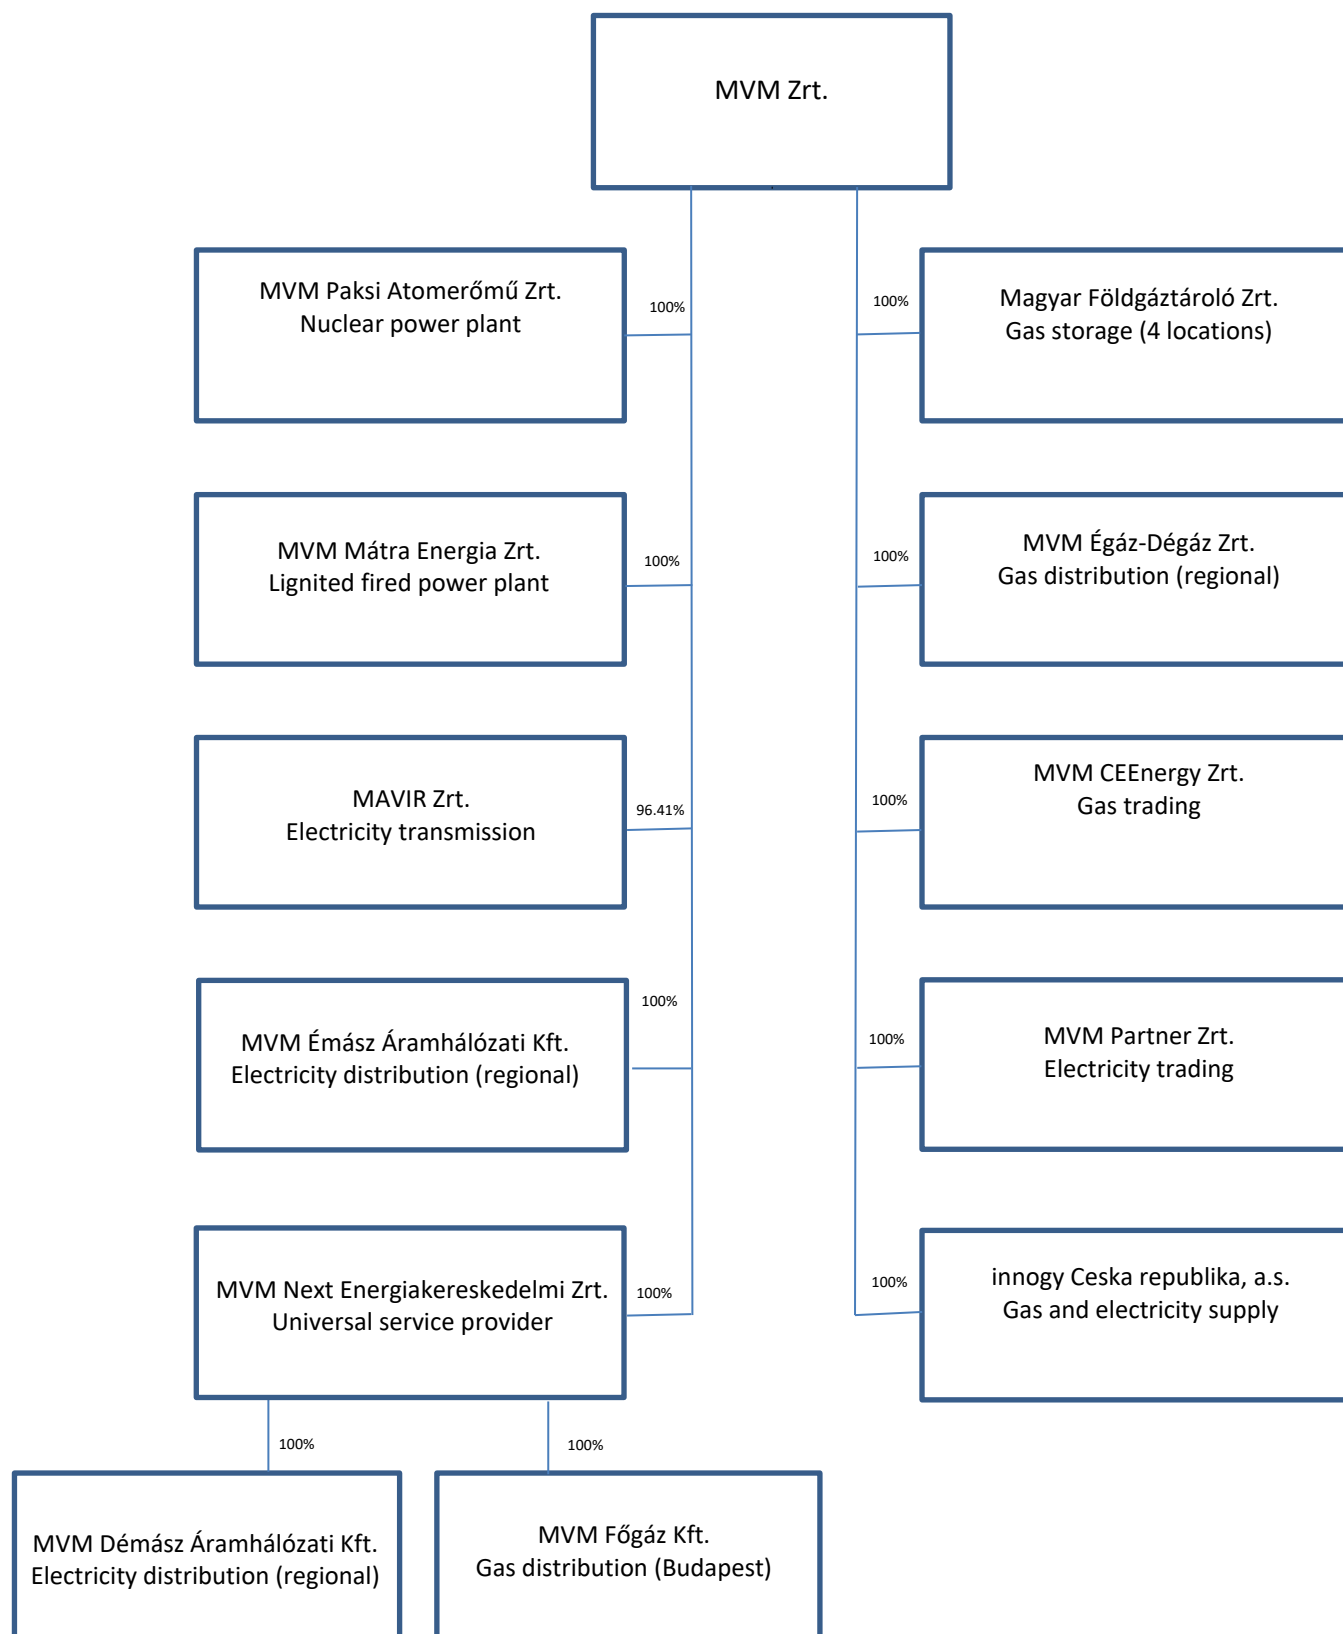 MVM Zrt.
MVM Paksi Atomerőmű Zrt.
Nuclear power plant
100%
100%
Magyar Földgáztároló Zrt.
Gas storage (4 locations)
MVM Mátra Energia Zrt.
Lignited fired power plant
100%
100%
MVM Égáz-Dégáz Zrt.
Gas distribution (regional)
MAVIR Zrt.
Electricity transmission
96.41%
100%
MVM CEEnergy Zrt.
Gas trading
MVM Émász Áramhálózati Kft.
Electricity distribution (regional)
100%
100%
MVM Partner Zrt.
Electricity trading
MVM Next Energiakereskedelmi Zrt.
Universal service provider
100%
100%
innogy Ceska republika, a.s.
Gas and electricity supply
100%
100%
MVM Démász Áramhálózati Kft.
Electricity distribution (regional)
MVM Főgáz Kft.
Gas distribution (Budapest)